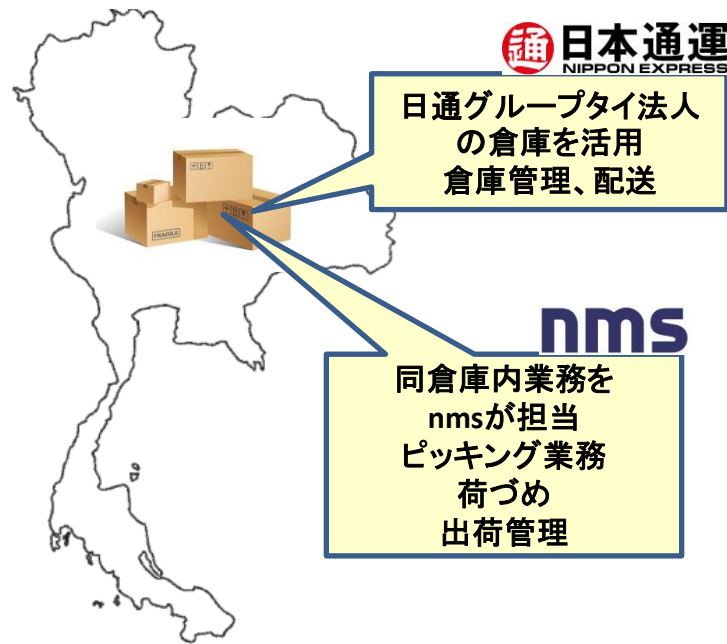 通 日本通運
NIPPON EXPRESS
日通グループタイ法人
の倉庫を活用
倉庫管理、配送
FRAGILE
nms
同倉庫内業務を
nmsが担当
ピッキング業務
荷づめ
出荷管理